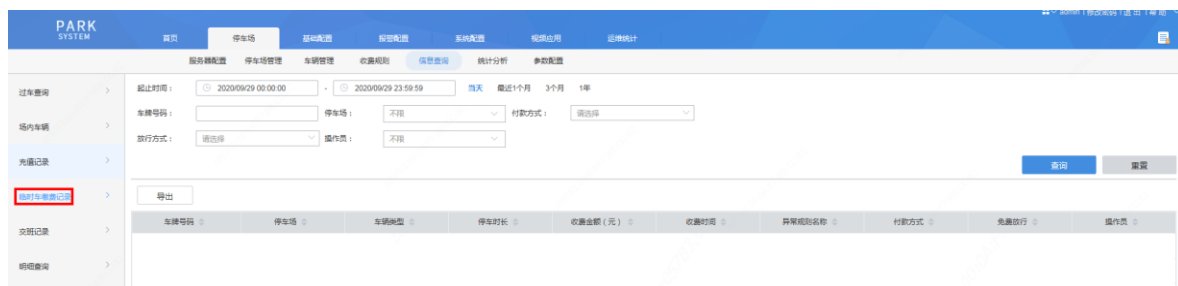 admin | 修改密码 | 退 出 | 帮 助
PARK
SYSTEM
首页 停车场 基础配置 报警配置 系统配置 视频应用 运维统计
服务器配置 停车场管理 车辆管理 收费规则 信息查询 统计分析 参数配置
过车查询
场内车辆
充值记录
临时车缴费记录
交班记录
明细查询
起止时间： 2020/09/29 00:00:00 - 2020/09/29 23:59:59 当天 最近1个月 3个月 1年
车牌号码： 停车场： 不限 付款方式： 请选择
放行方式： 请选择 操作员： 不限
查询 重置
导出
车牌号码 停车场 车辆类型 停车时长 收费金额（元） 收费时间 异常规则名称 付款方式 免费放行 操作员